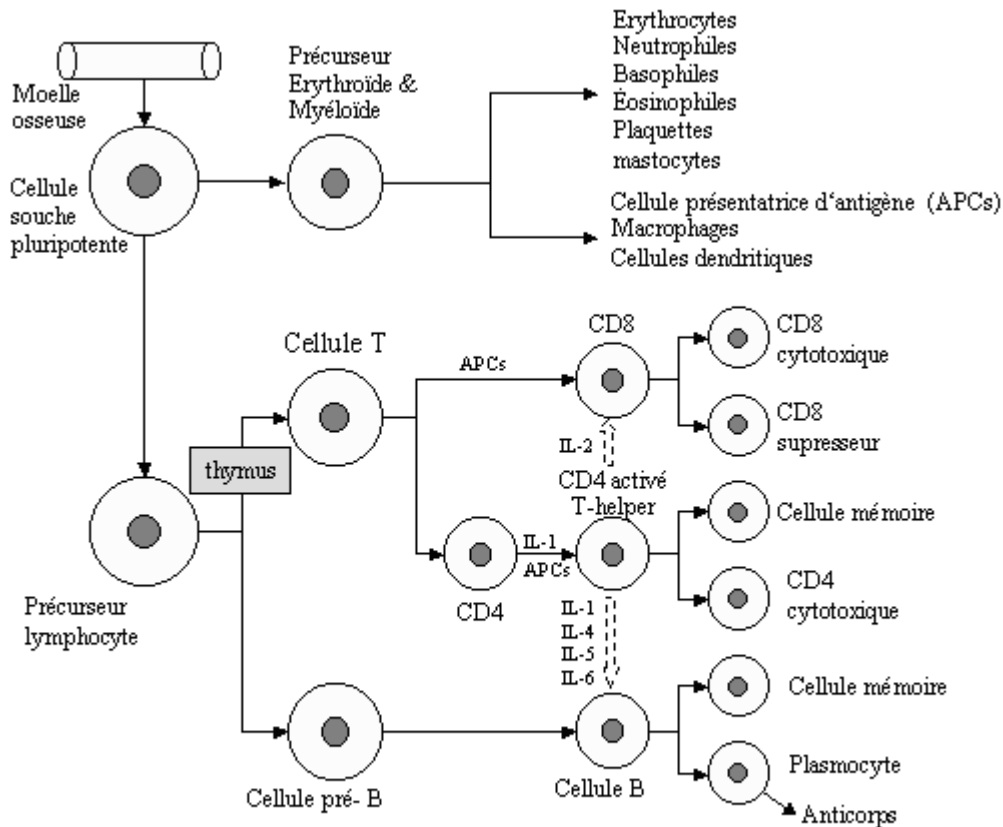 Moelle
osseuse
Cellule
souche
pluripotente
Précurseur
Erythroïde &
Myéloïde
Erythrocytes
Neutrophiles
Basophiles
Éosinophiles
Plaquettes
mastocytes
Cellule présentatrice d'antigène (APCs)
Macrophages
Cellules dendritiques
Cellule T
APCs
CD8
CD8
cytotoxique
CD8
supresseur
IL-2
thymus
CD4 activé
T-helper
IL-1
APCs
CD4
Cellule mémoire
CD4
cytotoxique
Précurseur
lymphocyte
IL-1
IL-4
IL-5
IL-6
Cellule pré- B
Cellule B
Cellule mémoire
Plasmocyte
Anticorps